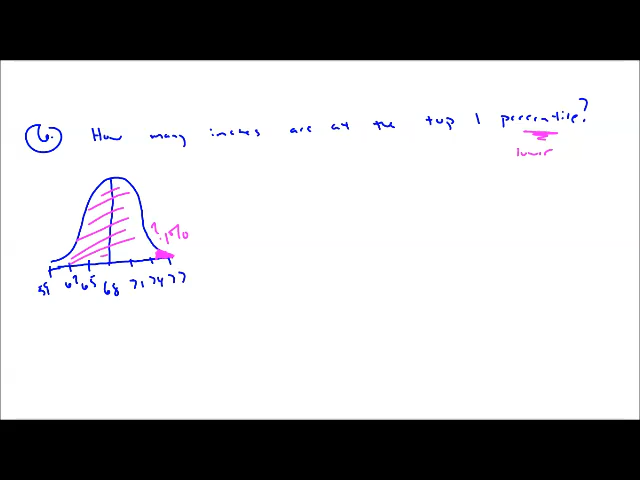 6. How many inches are at the top 1 percentile?
lower
?.1%
59 62 65 68 71 74 77